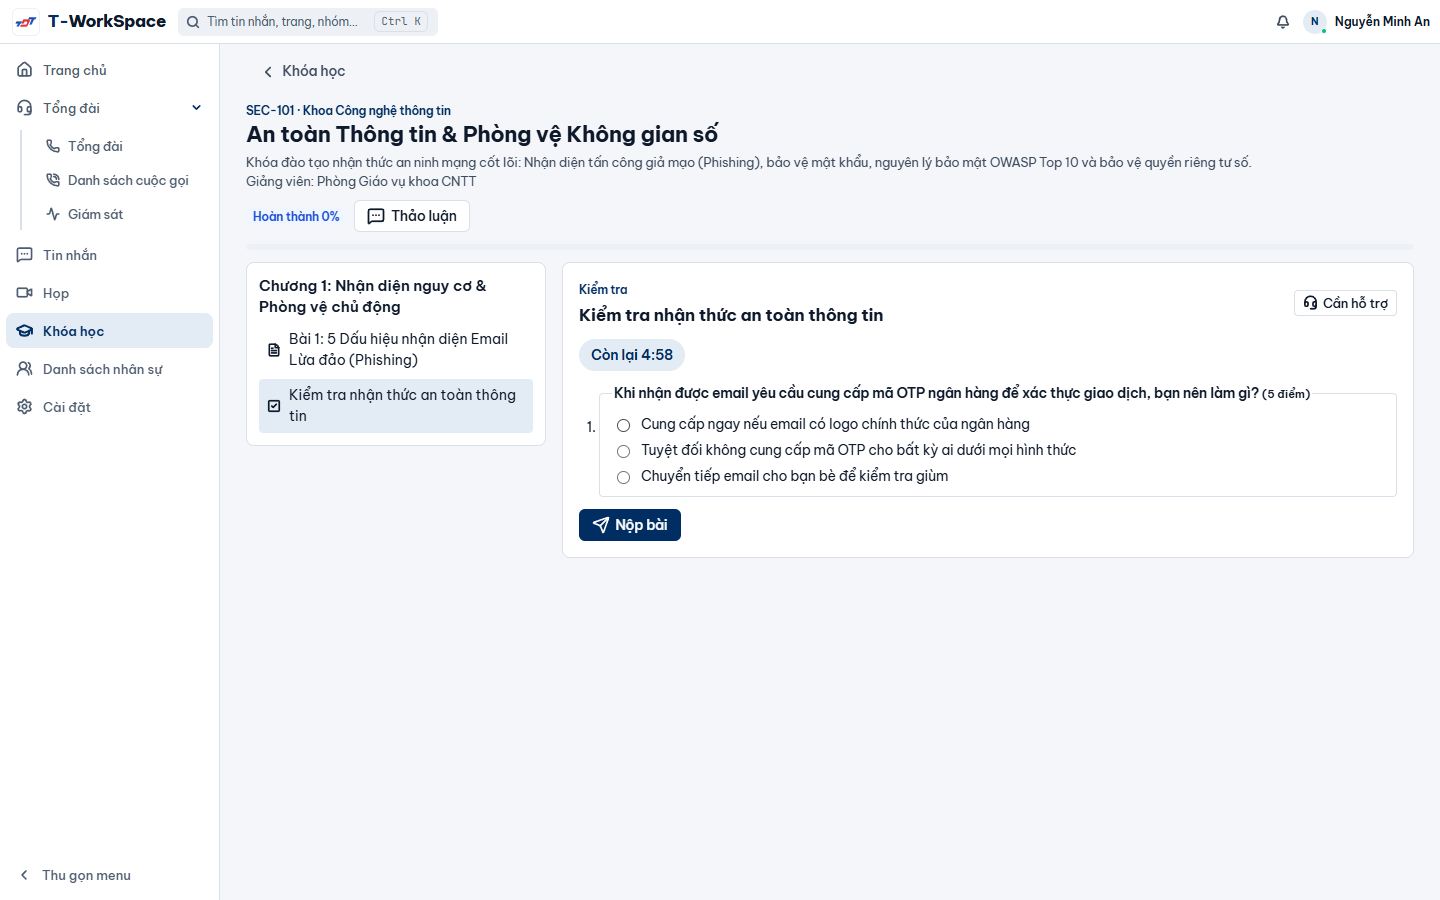 TDT T-WorkSpace
Tìm tin nhắn, trang, nhóm... Ctrl K
N Nguyễn Minh An
Trang chủ
Tổng đài
Tổng đài
Danh sách cuộc gọi
Giám sát
Tin nhắn
Họp
Khóa học
Danh sách nhân sự
Cài đặt
Thu gọn menu
Khóa học
SEC-101 · Khoa Công nghệ thông tin
An toàn Thông tin & Phòng vệ Không gian số
Khóa đào tạo nhận thức an ninh mạng cốt lõi: Nhận diện tấn công giả mạo (Phishing), bảo vệ mật khẩu, nguyên lý bảo mật OWASP Top 10 và bảo vệ quyền riêng tư số.
Giảng viên: Phòng Giáo vụ khoa CNTT
Hoàn thành 0%
Thảo luận
Chương 1: Nhận diện nguy cơ &
Phòng vệ chủ động
Bài 1: 5 Dấu hiệu nhận diện Email
Lừa đảo (Phishing)
Kiểm tra nhận thức an toàn thông
tin
Kiểm tra
Kiểm tra nhận thức an toàn thông tin
Cần hỗ trợ
Còn lại 4:58
Khi nhận được email yêu cầu cung cấp mã OTP ngân hàng để xác thực giao dịch, bạn nên làm gì? (5 điểm)
1.
Cung cấp ngay nếu email có logo chính thức của ngân hàng
Tuyệt đối không cung cấp mã OTP cho bất kỳ ai dưới mọi hình thức
Chuyển tiếp email cho bạn bè để kiểm tra giùm
Nộp bài